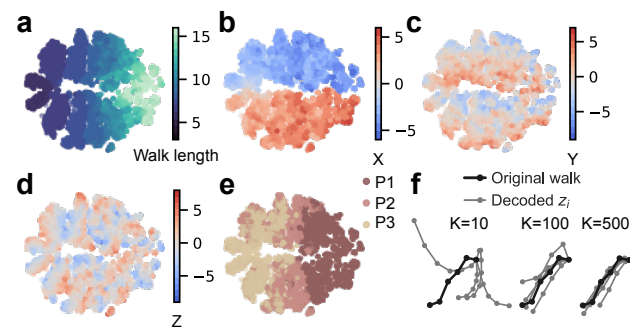 a
15
10
5
Walk length
b
5
0
−5
X
c
5
0
−5
Y
d
5
0
−5
Z
e
P1
P2
P3
f
Original walk
Decoded zi
K=10
K=100
K=500